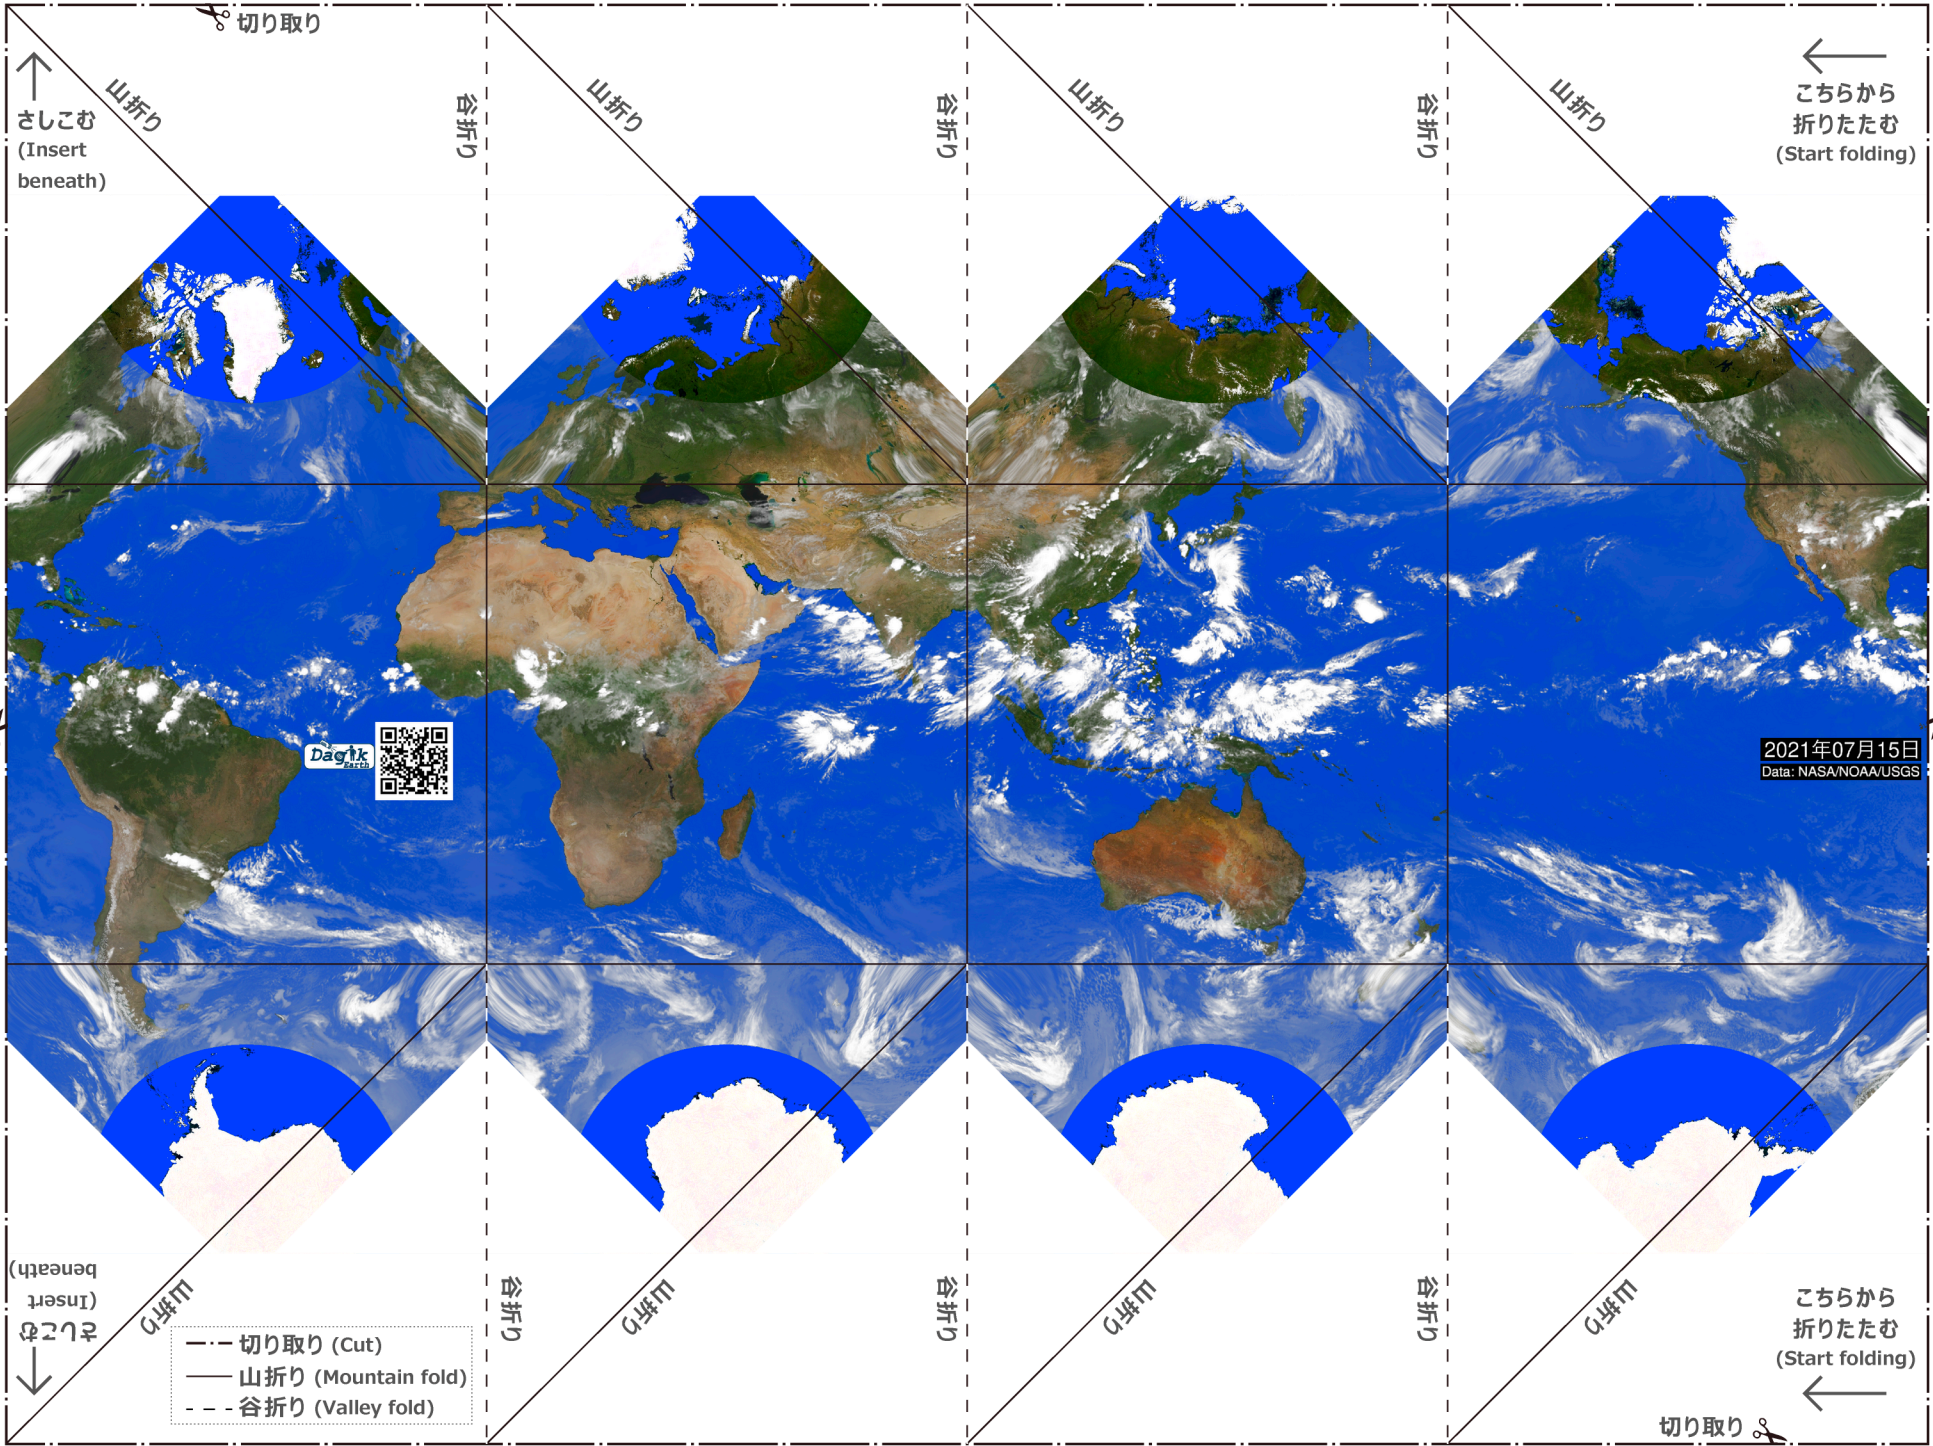 切り取り
山折り
谷折り
山折り
谷折り
山折り
谷折り
山折り
さしこむ
(Insert
beneath)
こちらから
折りたたむ
(Start folding)
Dagik
Earth
2021年07月15日
Data: NASA/NOAA/USGS
さしこむ
(Insert
beneath)
山折り
谷折り
山折り
谷折り
山折り
谷折り
山折り
こちらから
折りたたむ
(Start folding)
切り取り (Cut)
山折り (Mountain fold)
谷折り (Valley fold)
切り取り